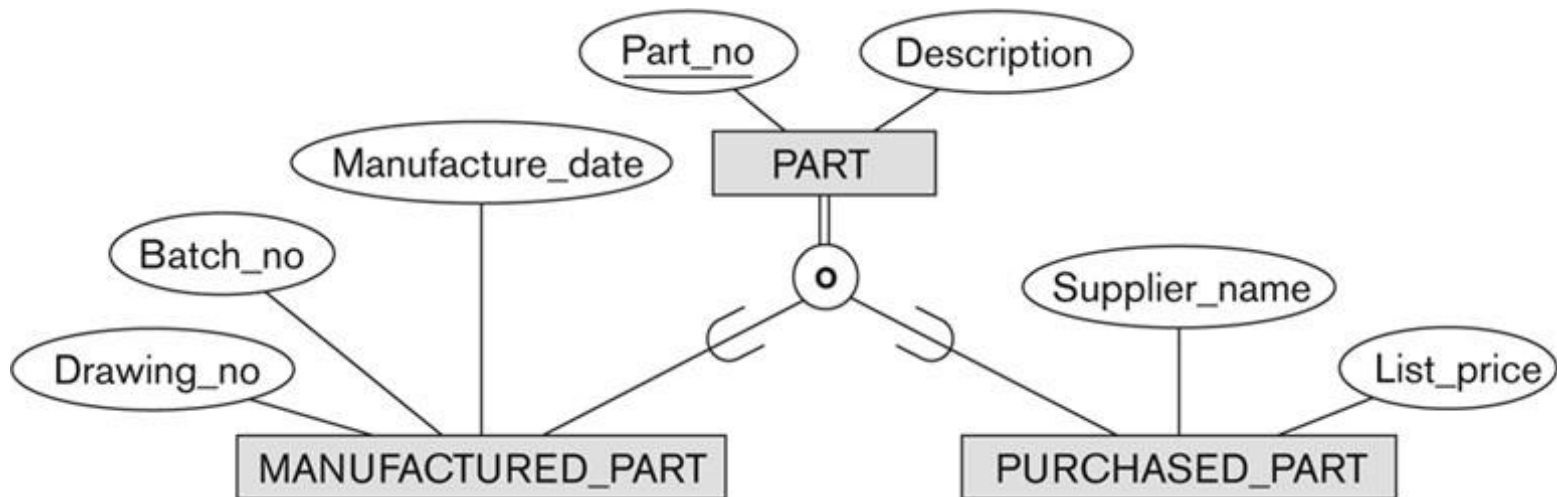 Part_no
Description
Manufacture_date
PART
Batch_no
o
Supplier_name
Drawing_no
List_price
MANUFACTURED_PART
PURCHASED_PART